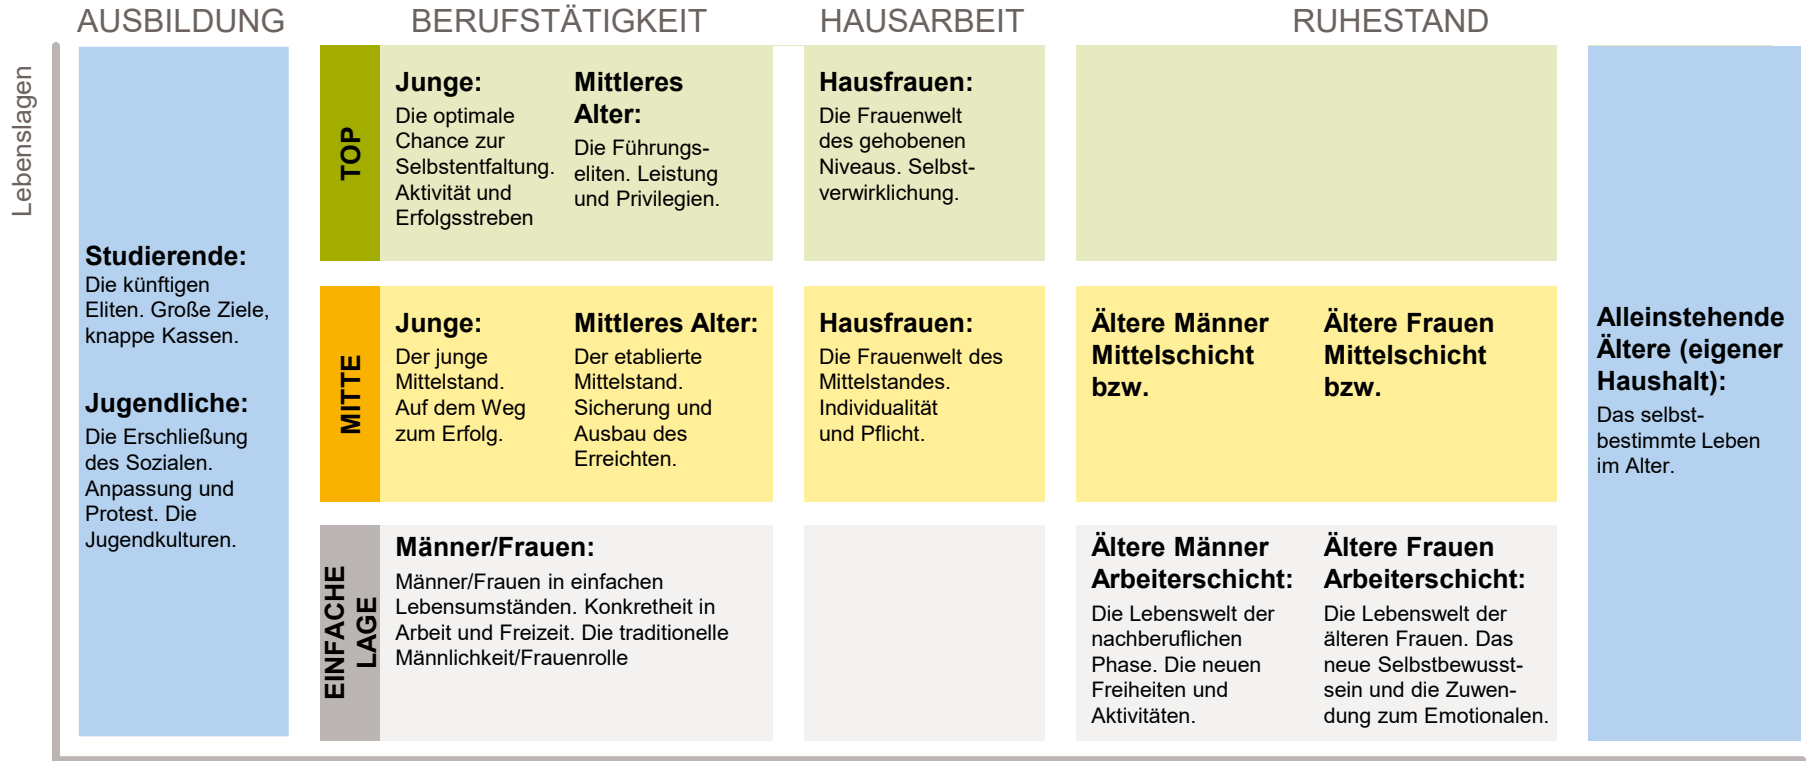 AUSBILDUNG
BERUFSTÄTIGKEIT
HAUSARBEIT
RUHESTAND
Lebenslagen
Studierende:
Die künftigen
Eliten. Große Ziele,
knappe Kassen.
Jugendliche:
Die Erschließung
des Sozialen.
Anpassung und
Protest. Die
Jugendkulturen.
TOP
Junge:
Die optimale
Chance zur
Selbstentfaltung.
Aktivität und
Erfolgsstreben
Mittleres
Alter:
Die Führungs-
eliten. Leistung
und Privilegien.
Hausfrauen:
Die Frauenwelt
des gehobenen
Niveaus. Selbst-
verwirklichung.
MITTE
Junge:
Der junge
Mittelstand.
Auf dem Weg
zum Erfolg.
Mittleres Alter:
Der etablierte
Mittelstand.
Sicherung und
Ausbau des
Erreichten.
Hausfrauen:
Die Frauenwelt des
Mittelstandes.
Individualität
und Pflicht.
Ältere Männer
Mittelschicht
bzw.
Ältere Frauen
Mittelschicht
bzw.
EINFACHE
LAGE
Männer/Frauen:
Männer/Frauen in einfachen
Lebensumständen. Konkretheit in
Arbeit und Freizeit. Die traditionelle
Männlichkeit/Frauenrolle
Ältere Männer
Arbeiterschicht:
Die Lebenswelt der
nachberuflichen
Phase. Die neuen
Freiheiten und
Aktivitäten.
Ältere Frauen
Arbeiterschicht:
Die Lebenswelt der
älteren Frauen. Das
neue Selbstbewusst-
sein und die Zuwen-
dung zum Emotionalen.
Alleinstehende
Ältere (eigener
Haushalt):
Das selbst-
bestimmte Leben
im Alter.